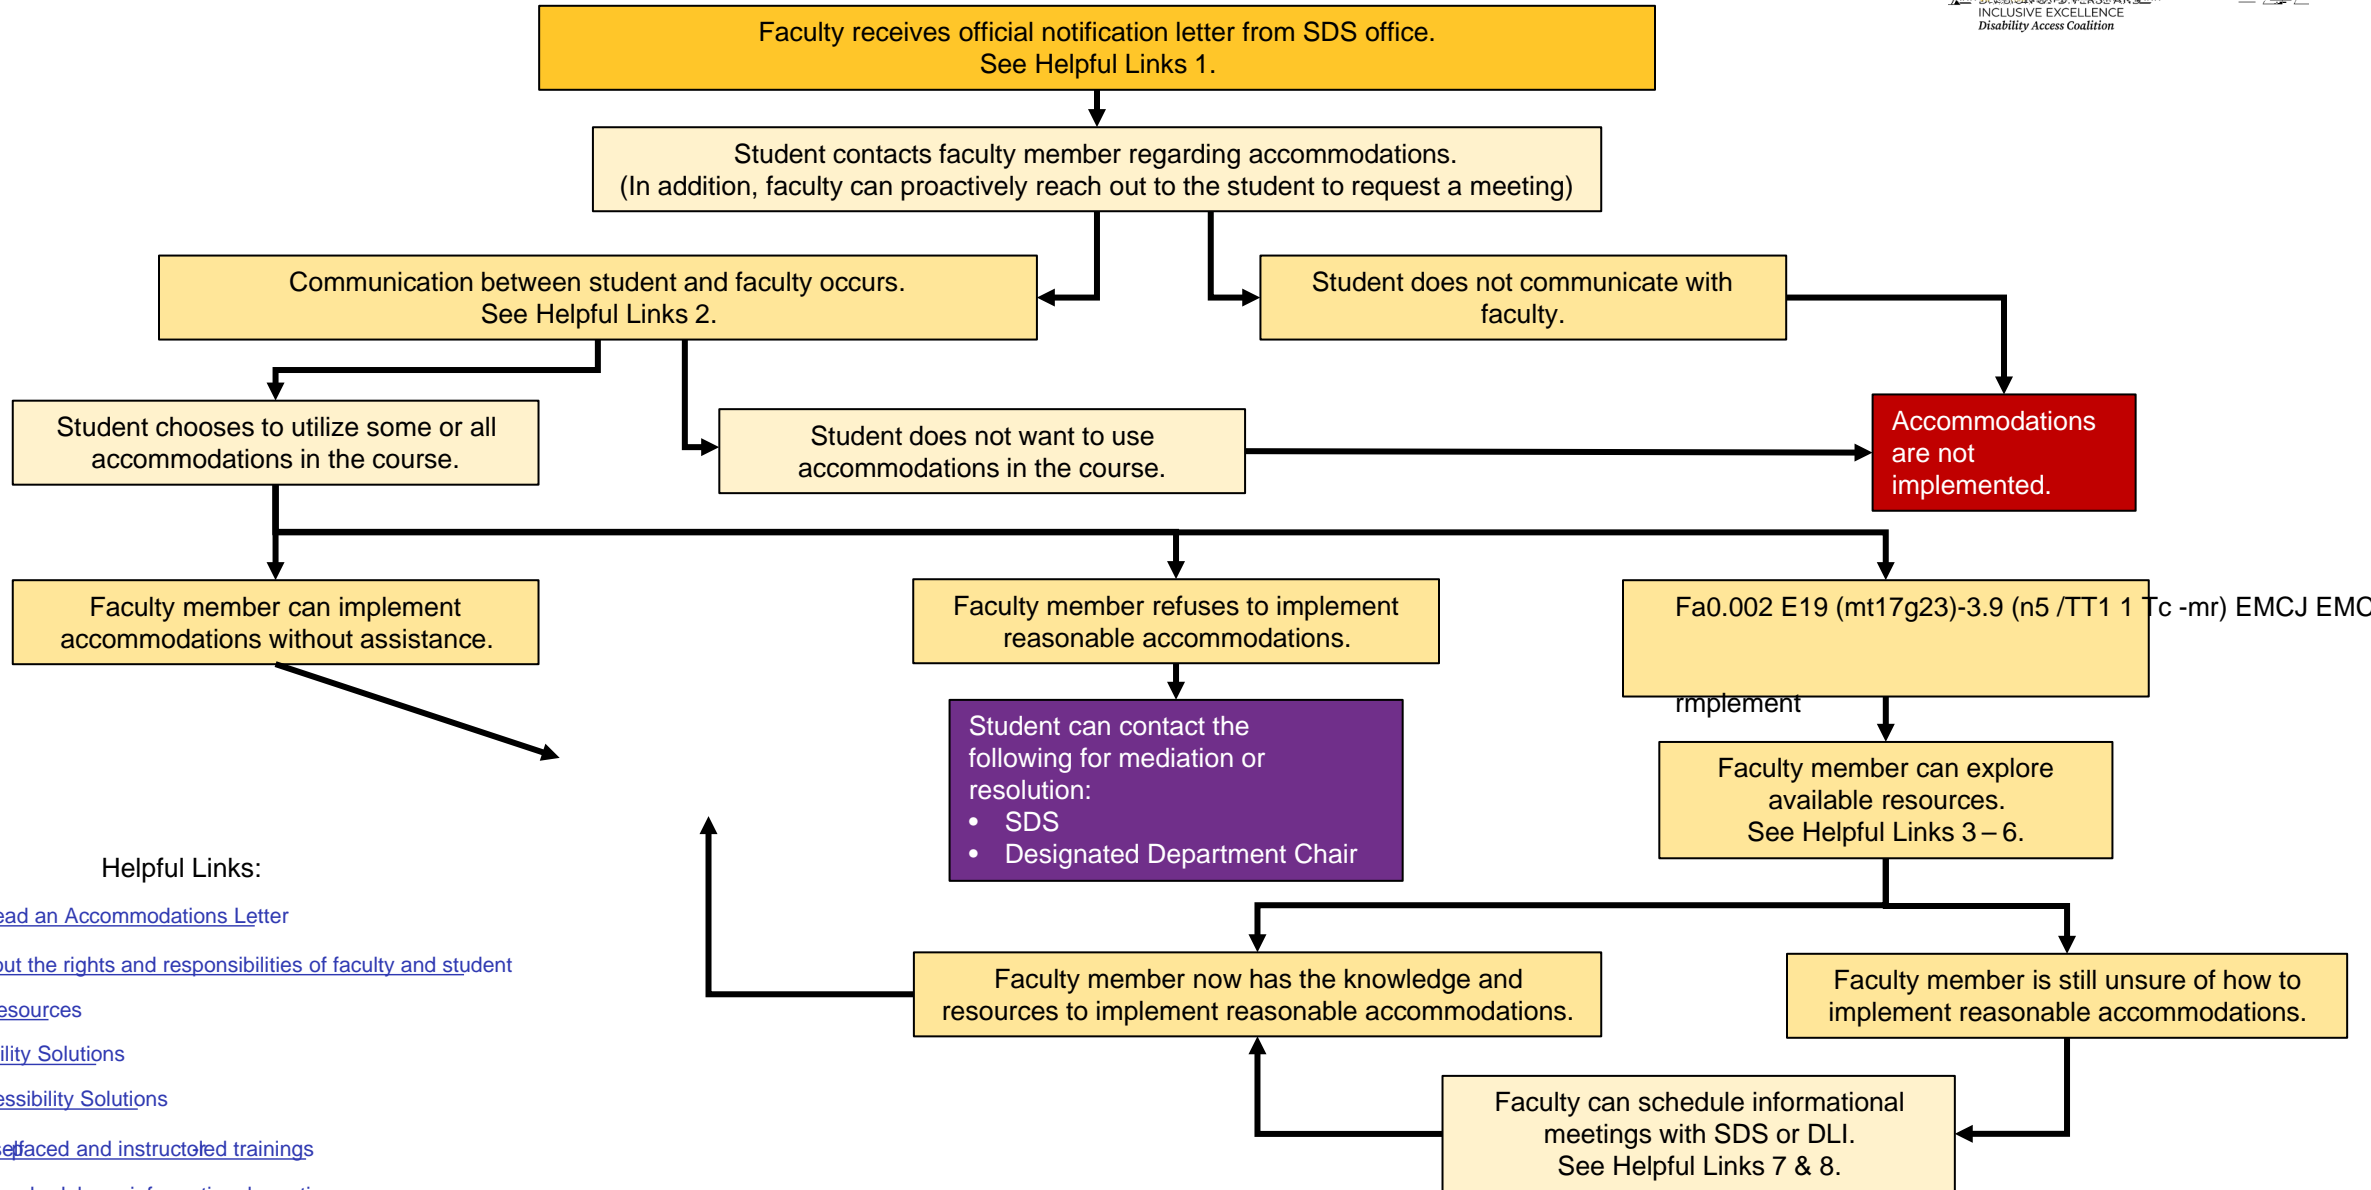 INCLUSIVE EXCELLENCE
Disability Access Coalition
Faculty receives official notification letter from SDS office.
See Helpful Links 1.
Student contacts faculty member regarding accommodations.
(In addition, faculty can proactively reach out to the student to request a meeting)
Communication between student and faculty occurs.
See Helpful Links 2.
Student does not communicate with
faculty.
Student chooses to utilize some or all
accommodations in the course.
Student does not want to use
accommodations in the course.
Accommodations
are not
implemented.
Faculty member can implement
accommodations without assistance.
Faculty member refuses to implement
reasonable accommodations.
Fa0.002 E19 (mt17g23)-3.9 (n5 /TT1 1 Tc -mr) EMCJ EMC
rmplement
Student can contact the
following for mediation or
resolution:
• SDS
• Designated Department Chair
Faculty member can explore
available resources.
See Helpful Links 3 – 6.
Faculty member now has the knowledge and
resources to implement reasonable accommodations.
Faculty member is still unsure of how to
implement reasonable accommodations.
Faculty can schedule informational
meetings with SDS or DLI.
See Helpful Links 7 & 8.
Helpful Links:
ead an Accommodations Letter
out the rights and responsibilities of faculty and student
esources
ility Solutions
essibility Solutions
aced and instructor-led trainings